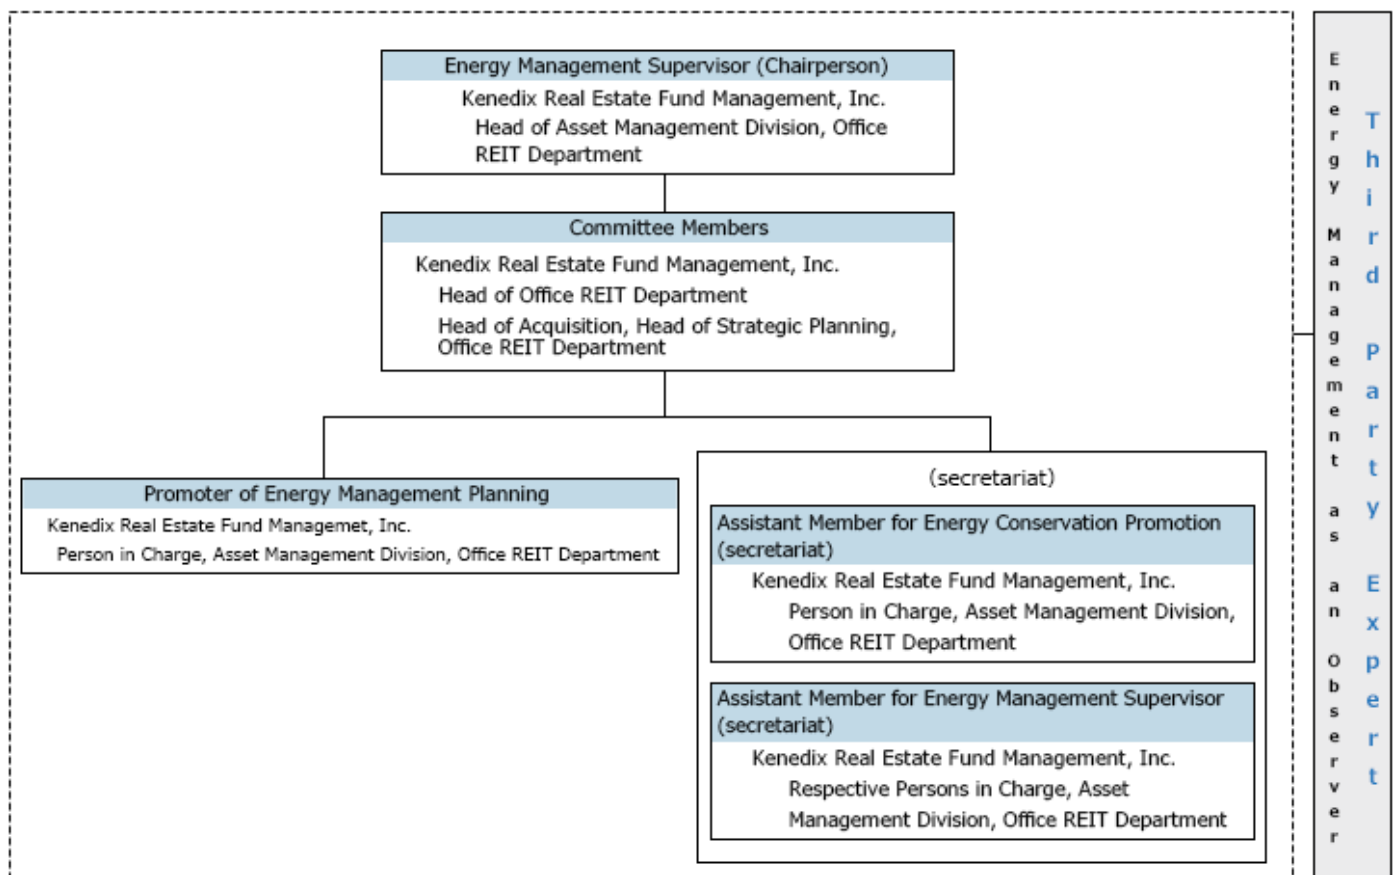 Energy Management Supervisor (Chairperson)
Kenedix Real Estate Fund Management, Inc.
Head of Asset Management Division, Office
REIT Department
Committee Members
Kenedix Real Estate Fund Management, Inc.
Head of Office REIT Department
Head of Acquisition, Head of Strategic Planning,
Office REIT Department
Promoter of Energy Management Planning
Kenedix Real Estate Fund Managemet, Inc.
Person in Charge, Asset Management Division, Office REIT Department
(secretariat)
Assistant Member for Energy Conservation Promotion
(secretariat)
Kenedix Real Estate Fund Management, Inc.
Person in Charge, Asset Management Division,
Office REIT Department
Assistant Member for Energy Management Supervisor
(secretariat)
Kenedix Real Estate Fund Management, Inc.
Respective Persons in Charge, Asset
Management Division, Office REIT Department
Third Party Expert
Energy Management as an Observer